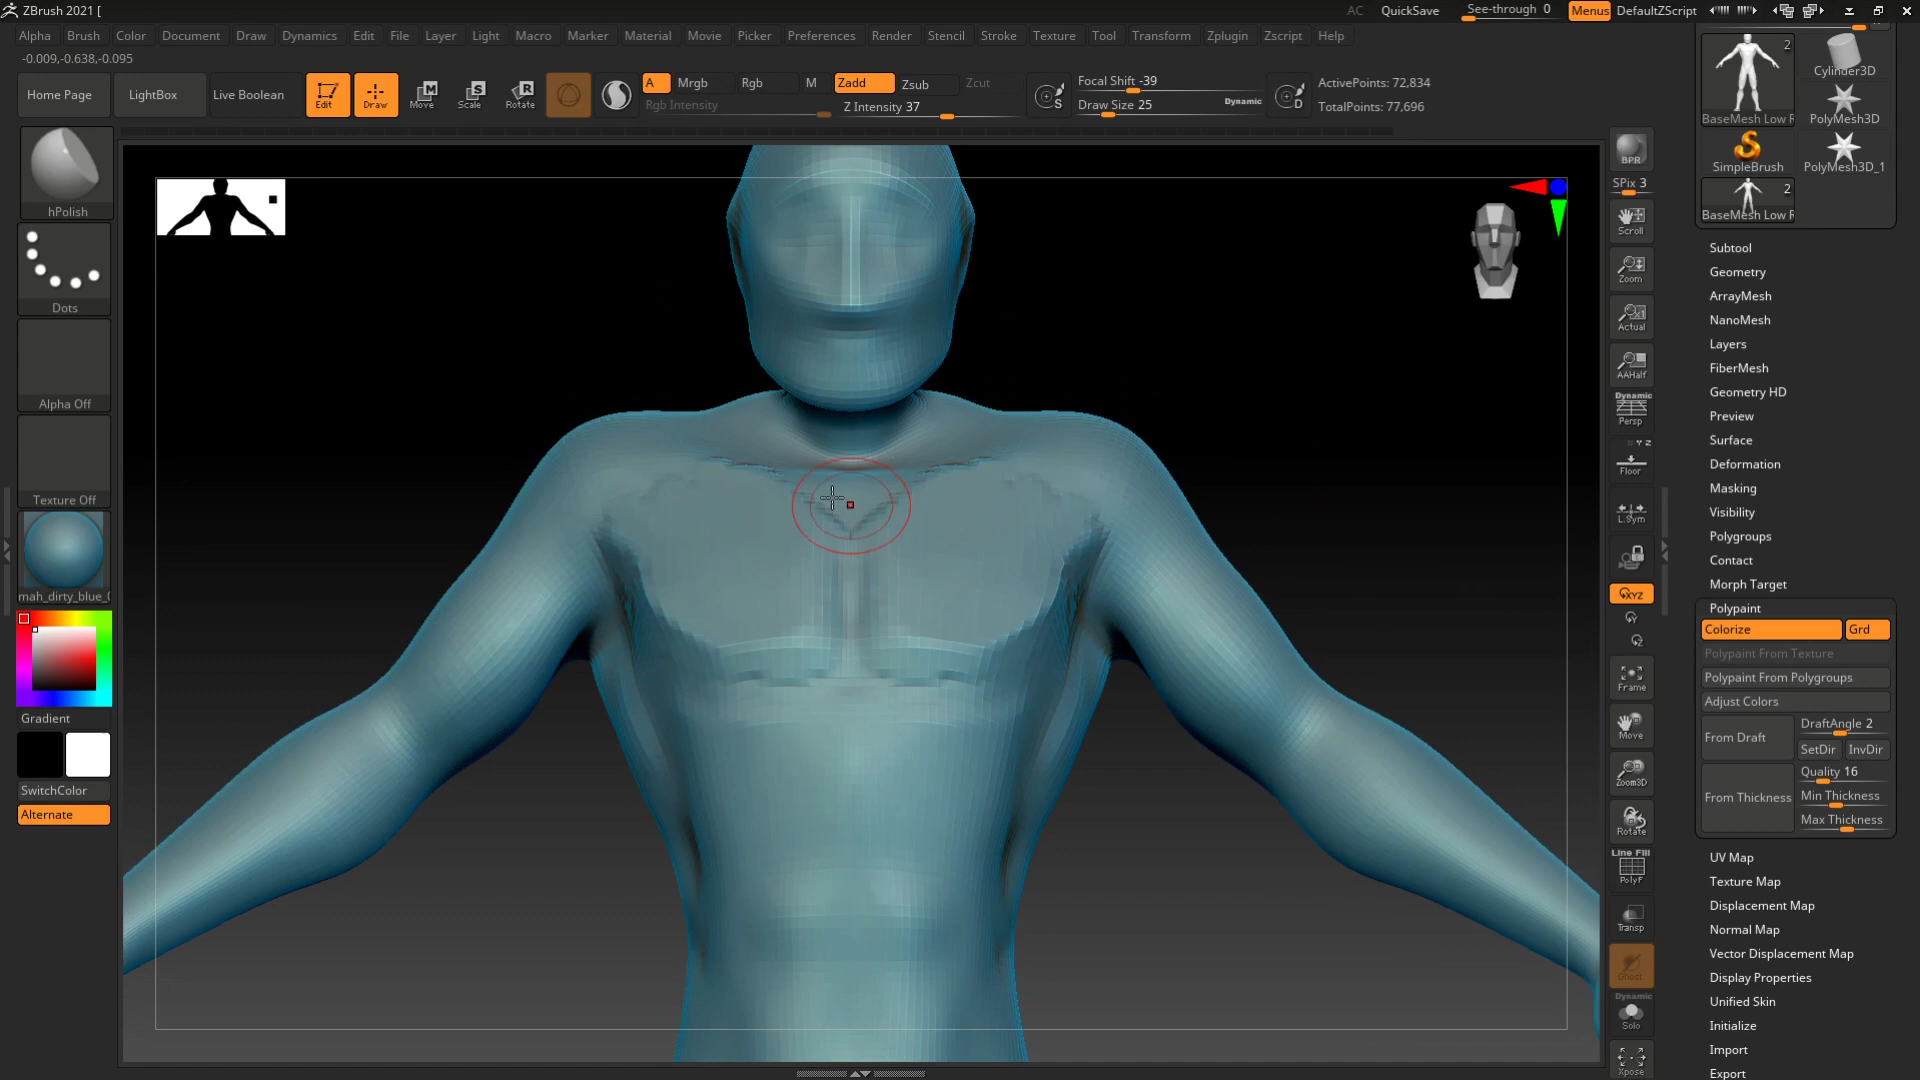 ZBrush 2021 [
AC QuickSave See-through 0 Menus DefaultZScript
Alpha Brush Color Document Draw Dynamics Edit File Layer Light Macro Marker Material Movie Picker Preferences Render Stencil Stroke Texture Tool Transform Zplugin Zscript Help
-0.009,-0.638,-0.095
Home Page LightBox Live Boolean Edit Draw Move Scale Rotate
A Mrgb Rgb M Zadd Zsub Zcut
Rgb Intensity Z Intensity 37
S Focal Shift -39
Draw Size 25 Dynamic D
ActivePoints: 72,834
TotalPoints: 77,696
hPolish
Dots
Alpha Off
Texture Off
mah_dirty_blue_
Gradient
SwitchColor
Alternate
BPR
SPix 3
Scroll
Zoom
Actual
AAHalf
Dynamic
Persp
Floor
L.Sym
XYZ
Frame
Move
Zoom3D
Rotate
Line Fill
PolyF
Transp
Ghost
Dynamic
Solo
Xpose
2
BaseMesh Low R
Cylinder3D
PolyMesh3D
SimpleBrush
PolyMesh3D_1
2
BaseMesh Low R
Subtool
Geometry
ArrayMesh
NanoMesh
Layers
FiberMesh
Geometry HD
Preview
Surface
Deformation
Masking
Visibility
Polygroups
Contact
Morph Target
Polypaint
Colorize Grd
Polypaint From Texture
Polypaint From Polygroups
Adjust Colors
From Draft DraftAngle 2
SetDir InvDir
From Thickness Quality 16
Min Thickness
Max Thickness
UV Map
Texture Map
Displacement Map
Normal Map
Vector Displacement Map
Display Properties
Unified Skin
Initialize
Import
Export